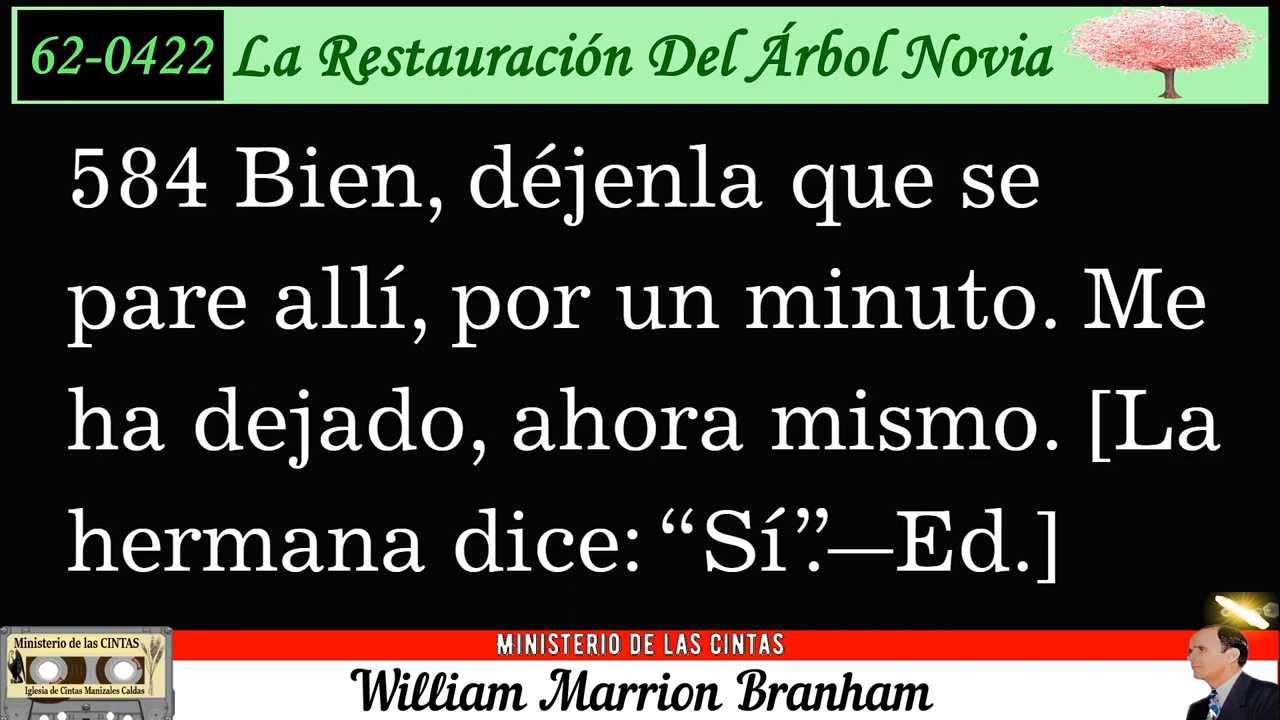 62-0422 La Restauración Del Árbol Novia
584 Bien, déjenla que se
pare allí, por un minuto. Me
ha dejado, ahora mismo. [La
hermana dice: “Sí”.—Ed.]
Ministerio de las CINTAS
Iglesia de Cintas Manizales Caldas
MINISTERIO DE LAS CINTAS
William Marrion Branham